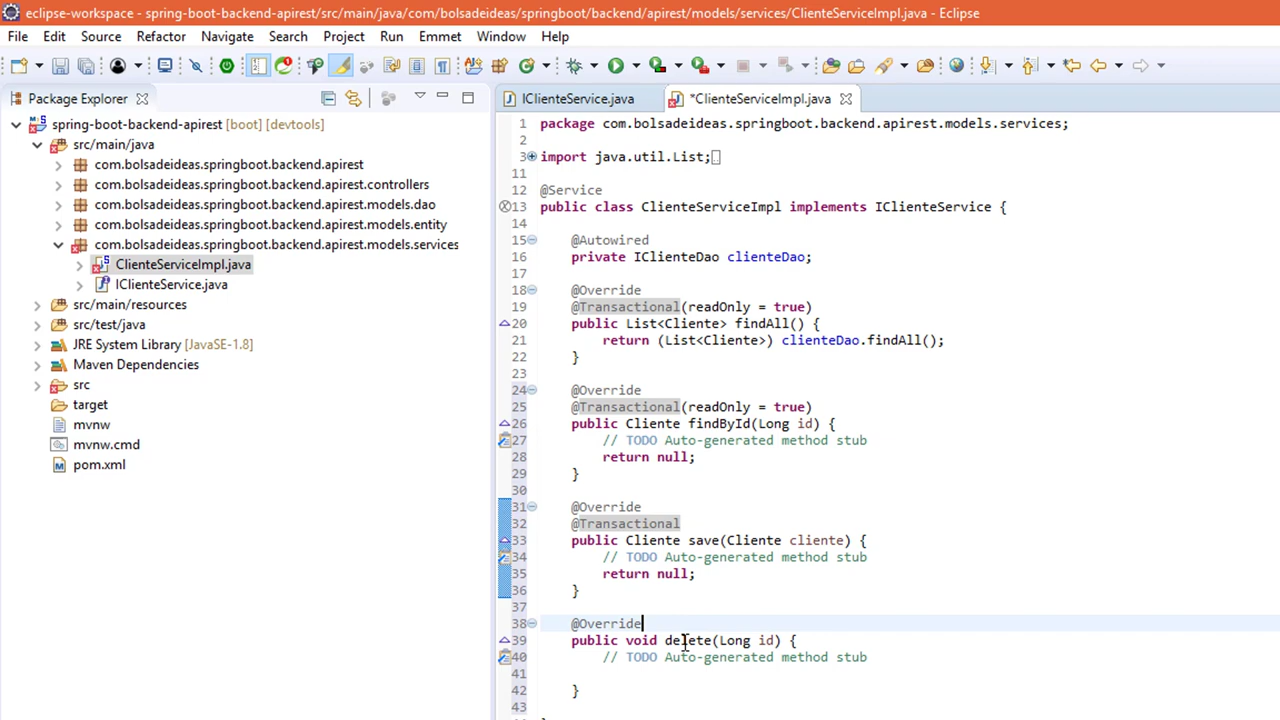 eclipse-workspace - spring-boot-backend-apirest/src/main/java/com/bolsadeideas/springboot/backend/apirest/models/services/ClienteServiceImpl.java - Eclipse
File Edit Source Refactor Navigate Search Project Run Emmet Window Help
Package Explorer
IClienteService.java *ClienteServiceImpl.java
spring-boot-backend-apirest [boot] [devtools]
src/main/java
com.bolsadeideas.springboot.backend.apirest
com.bolsadeideas.springboot.backend.apirest.controllers
com.bolsadeideas.springboot.backend.apirest.models.dao
com.bolsadeideas.springboot.backend.apirest.models.entity
com.bolsadeideas.springboot.backend.apirest.models.services
ClienteServiceImpl.java
IClienteService.java
src/main/resources
src/test/java
JRE System Library [JavaSE-1.8]
Maven Dependencies
src
target
mvnw
mvnw.cmd
pom.xml
1 package com.bolsadeideas.springboot.backend.apirest.models.services;
2
3 import java.util.List;
11
12 @Service
13 public class ClienteServiceImpl implements IClienteService {
14
15 @Autowired
16 private IClienteDao clienteDao;
17
18 @Override
19 @Transactional(readOnly = true)
20 public List<Cliente> findAll() {
21 return (List<Cliente>) clienteDao.findAll();
22 }
23
24 @Override
25 @Transactional(readOnly = true)
26 public Cliente findById(Long id) {
27 // TODO Auto-generated method stub
28 return null;
29 }
30
31 @Override
32 @Transactional
33 public Cliente save(Cliente cliente) {
34 // TODO Auto-generated method stub
35 return null;
36 }
37
38 @Override
39 public void delete(Long id) {
40 // TODO Auto-generated method stub
41
42 }
43